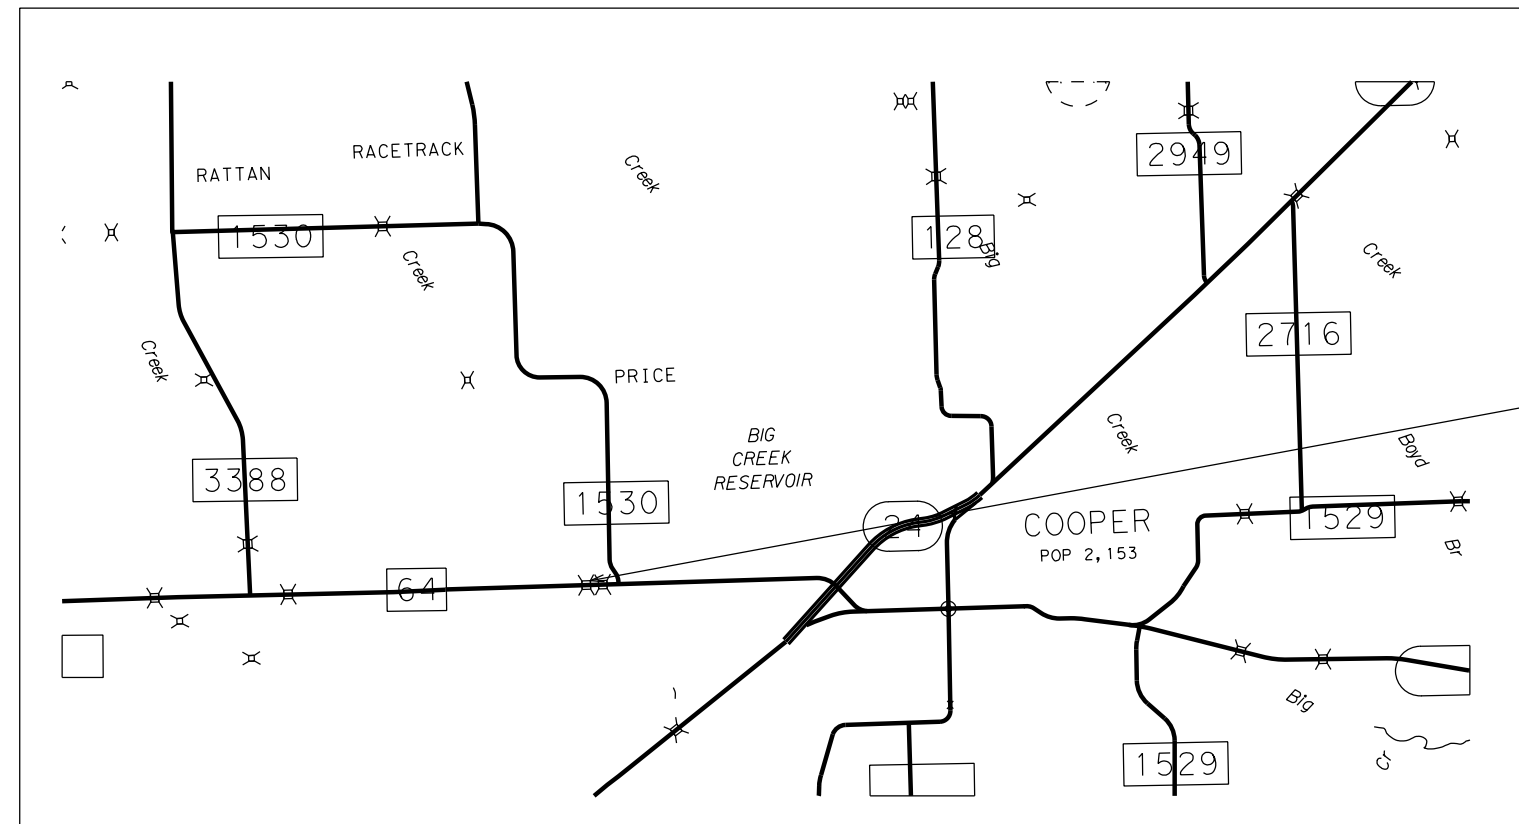 RATTAN
RACETRACK
Creek
2949
1530
Creek
128
Big
Creek
2716
Creek
PRICE
BIG
CREEK
RESERVOIR
Creek
Boyd
3388
1530
24
COOPER
POP 2,153
1529
Br
64
Big
Cr
1529